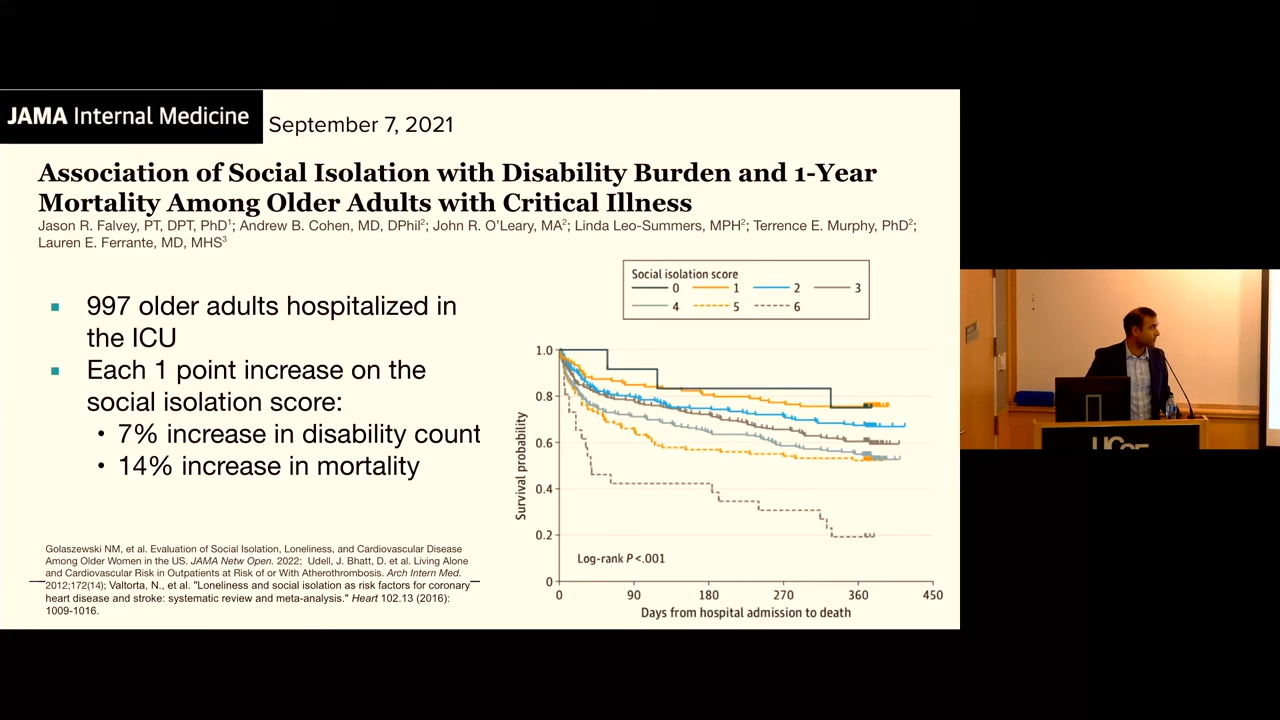 JAMA Internal Medicine
September 7, 2021
Association of Social Isolation with Disability Burden and 1-Year
Mortality Among Older Adults with Critical Illness
Jason R. Falvey, PT, DPT, PhD1; Andrew B. Cohen, MD, DPhil2; John R. O'Leary, MA2; Linda Leo-Summers, MPH2; Terrence E. Murphy, PhD2;
Lauren E. Ferrante, MD, MHS3
▪ 997 older adults hospitalized in
the ICU
▪ Each 1 point increase on the
social isolation score:
• 7% increase in disability count
• 14% increase in mortality
Golaszewski NM, et al. Evaluation of Social Isolation, Loneliness, and Cardiovascular Disease
Among Older Women in the US. JAMA Netw Open. 2022; Udell, J. Bhatt, D. et al. Living Alone
and Cardiovascular Risk in Outpatients at Risk of or With Atherothrombosis. Arch Intern Med.
2012;172(14); Valtorta, N., et al. "Loneliness and social isolation as risk factors for coronary
heart disease and stroke: systematic review and meta-analysis." Heart 102.13 (2016):
1009-1016.
Social isolation score
0 1 2 3
4 5 6
Survival probability
1.0
0.8
0.6
0.4
0.2
0
Log-rank P <.001
0 90 180 270 360 450
Days from hospital admission to death
UCSF